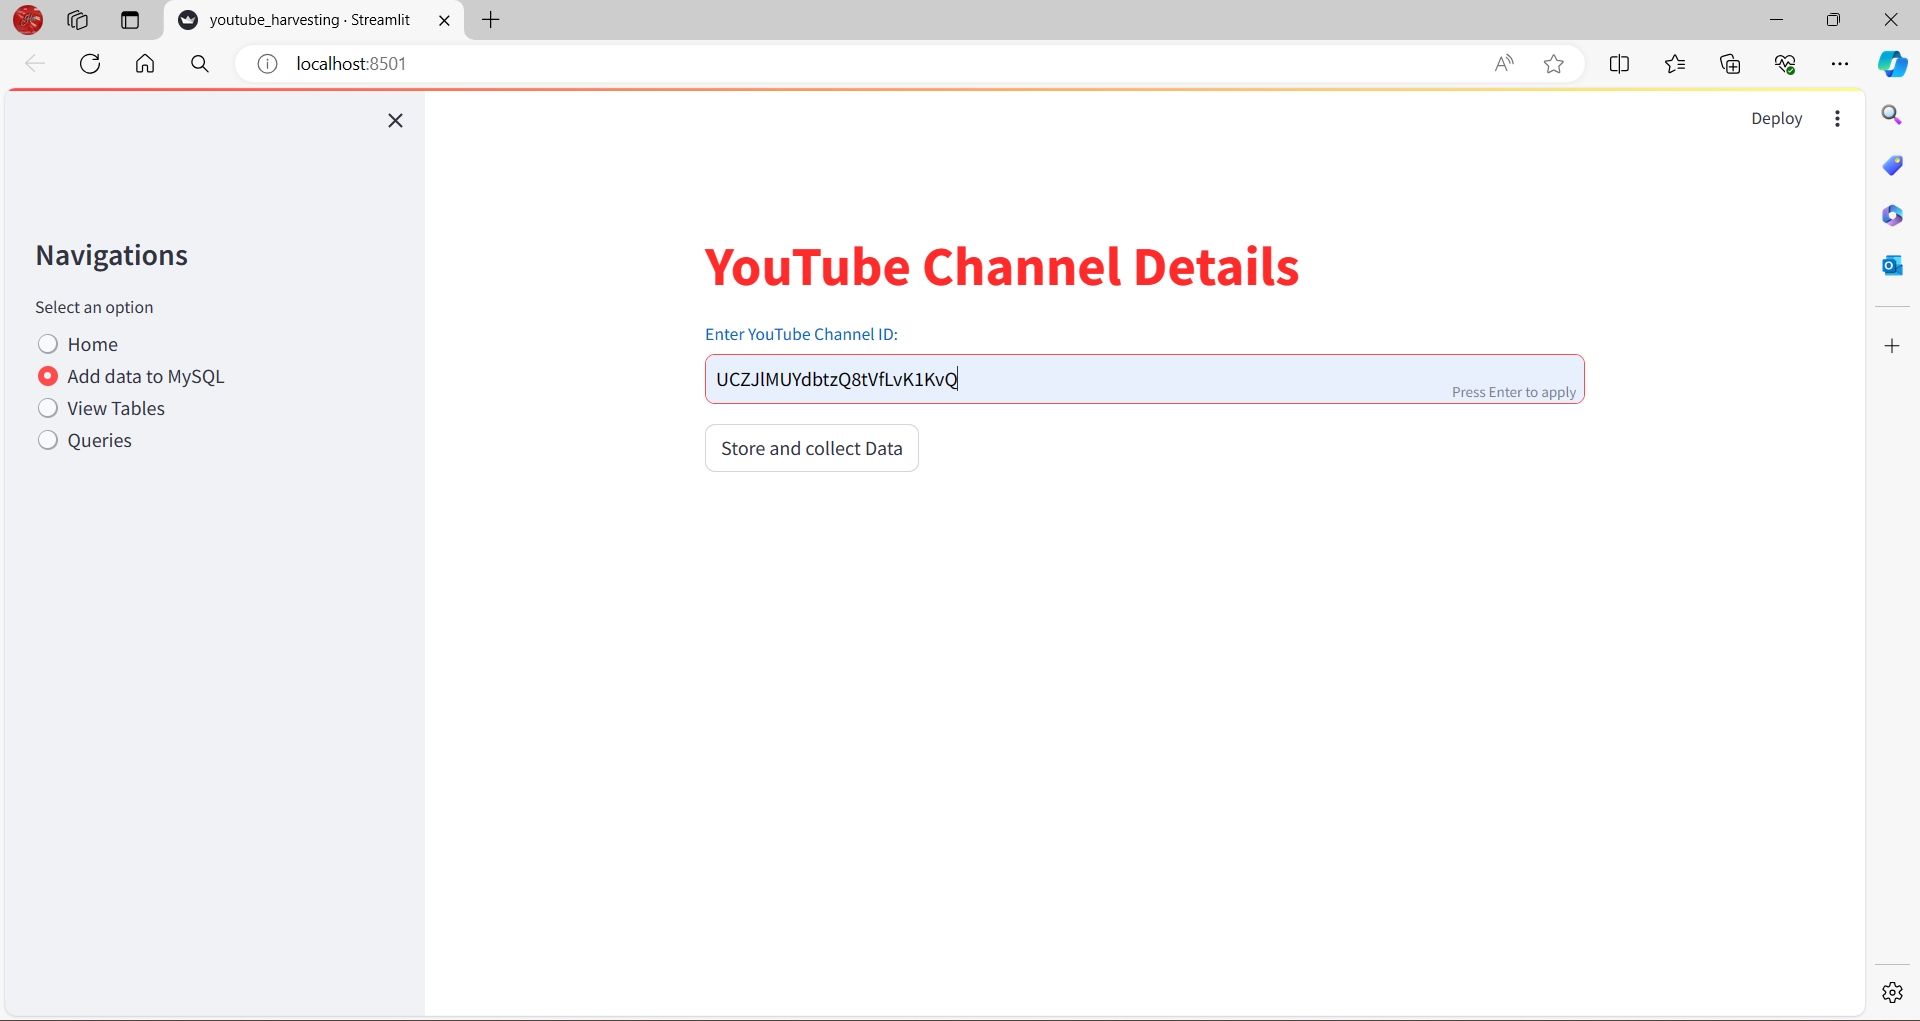 youtube_harvesting · Streamlit
localhost:8501
Deploy
Navigations
Select an option
Home
Add data to MySQL
View Tables
Queries
YouTube Channel Details
Enter YouTube Channel ID:
UCZJlMUYdbtzQ8tVfLvK1KvQ
Press Enter to apply
Store and collect Data